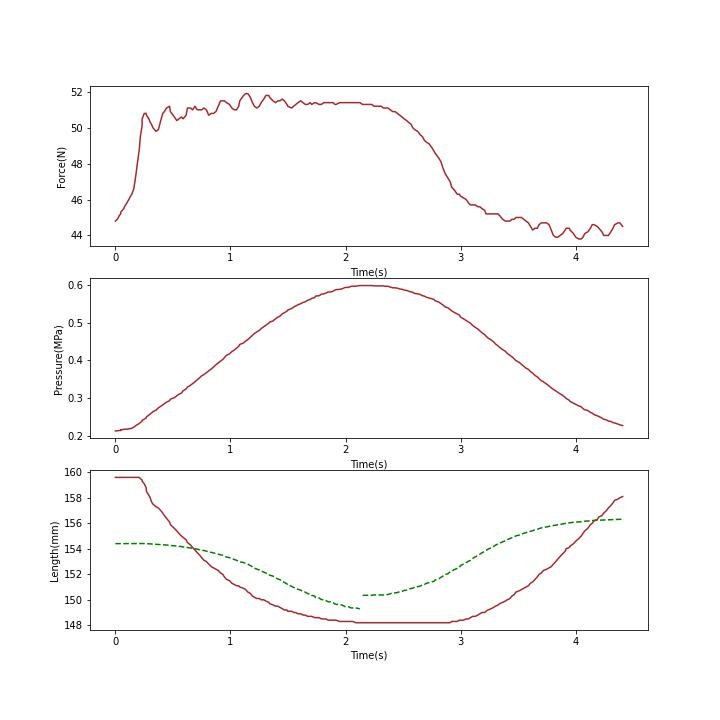 52
50
48
46
44
Force(N)
0 1 2 3 4
Time(s)
0.6
0.5
0.4
0.3
0.2
Pressure(MPa)
0 1 2 3 4
Time(s)
160
158
156
154
152
150
148
Length(mm)
0 1 2 3 4
Time(s)